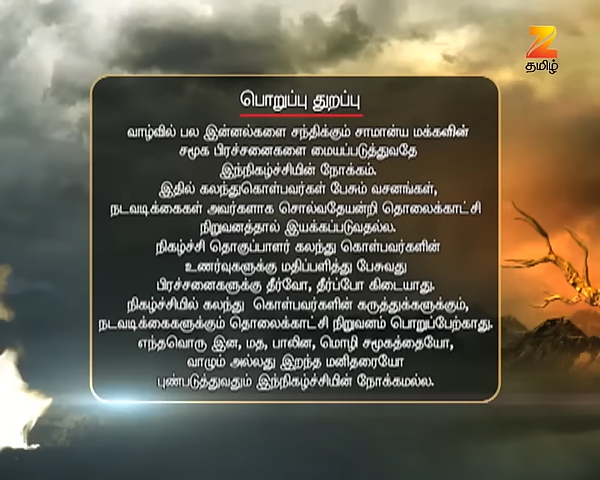 Z
தமிழ்
பொறுப்பு துறப்பு
வாழ்வில் பல இன்னல்களை சந்திக்கும் சாமான்ய மக்களின்
சமூக பிரச்சனைகளை மையப்படுத்துவதே
இந்நிகழ்ச்சியின் நோக்கம்.
இதில் கலந்துகொள்பவர்கள் பேசும் வசனங்கள்,
நடவடிக்கைகள் அவர்களாக சொல்வதேயன்றி தொலைக்காட்சி
நிறுவனத்தால் இயக்கப்படுவதல்ல.
நிகழ்ச்சி தொகுப்பாளர் கலந்து கொள்பவர்களின்
உணர்வுகளுக்கு மதிப்பளித்து பேசுவது
பிரச்சனைகளுக்கு தீர்வோ, தீர்ப்போ கிடையாது.
நிகழ்ச்சியில் கலந்து கொள்பவர்களின் கருத்துக்களுக்கும்,
நடவடிக்கைகளுக்கும் தொலைக்காட்சி நிறுவனம் பொறுப்பேற்காது.
எந்தவொரு இன, மத, பாலின, மொழி சமூகத்தையோ,
வாழும் அல்லது இறந்த மனிதரையோ
புண்படுத்துவதும் இந்நிகழ்ச்சியின் நோக்கமல்ல.